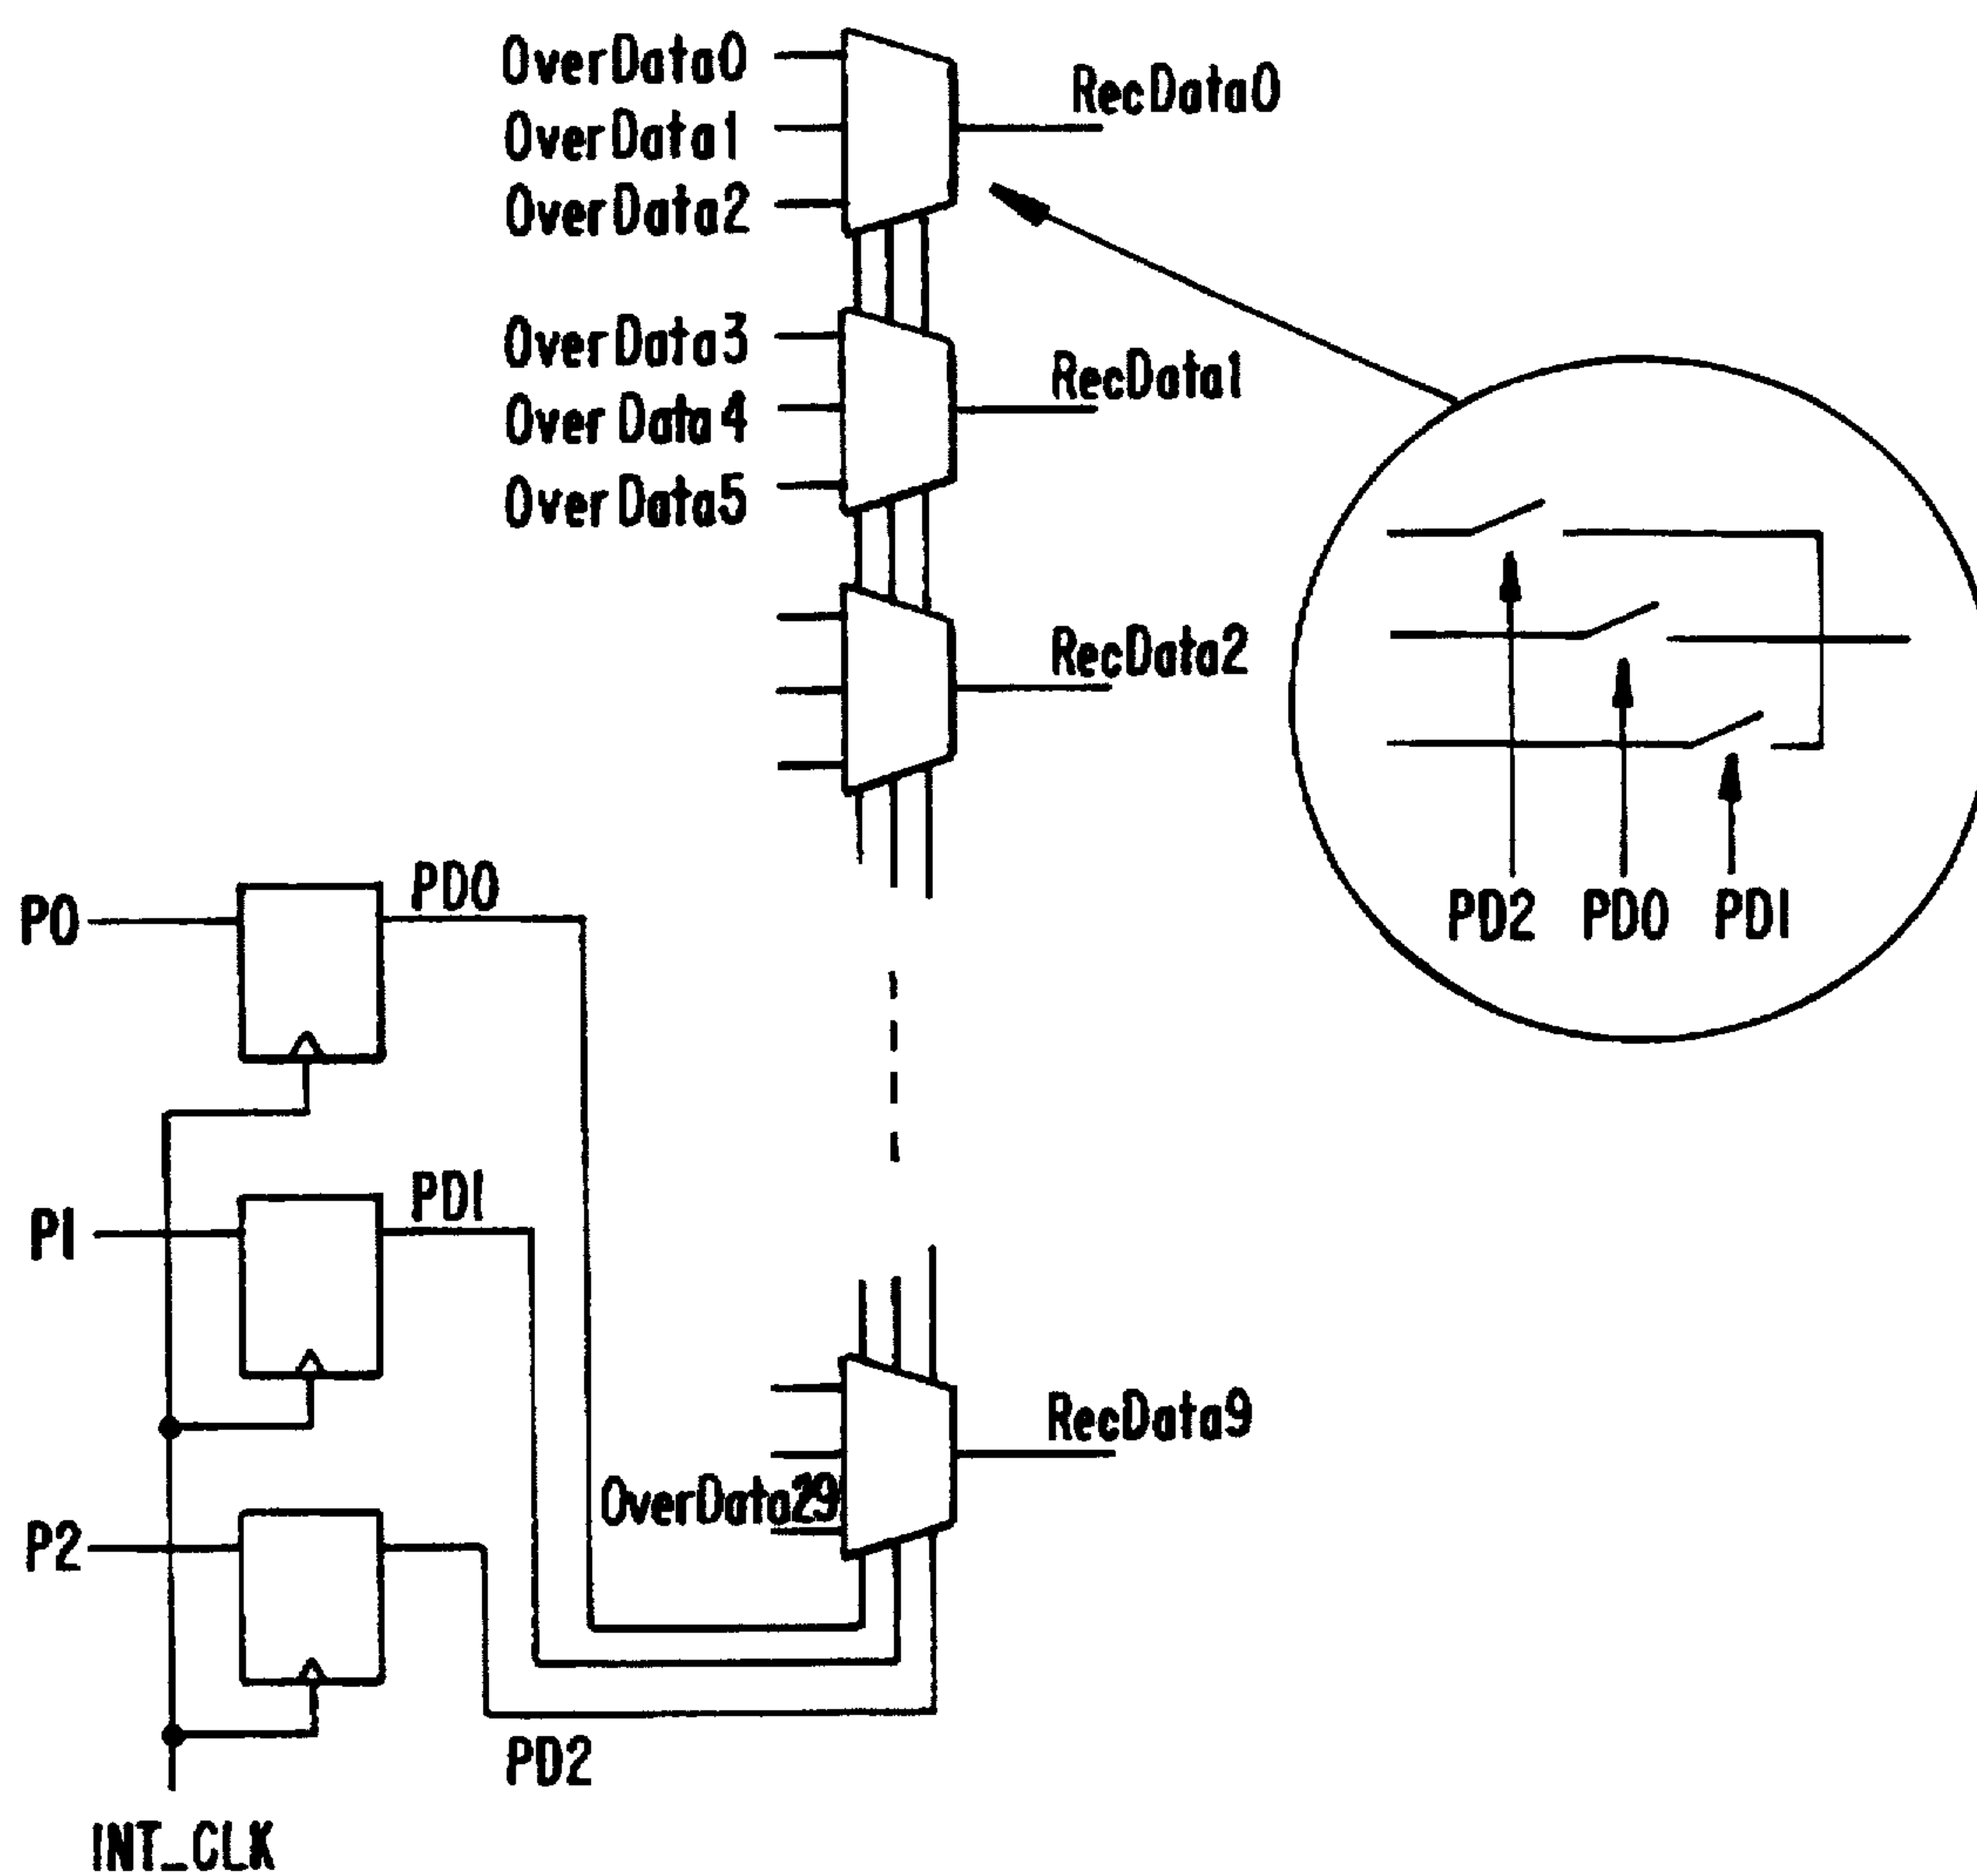 OverData0
RecData0
OverData1
OverData2
OverData3
RecData1
OverData4
OverData5
RecData2
P0
PD0
PD2 PD0 PD1
P1
PD1
RecData9
OverData29
P2
PD2
INT_CLK